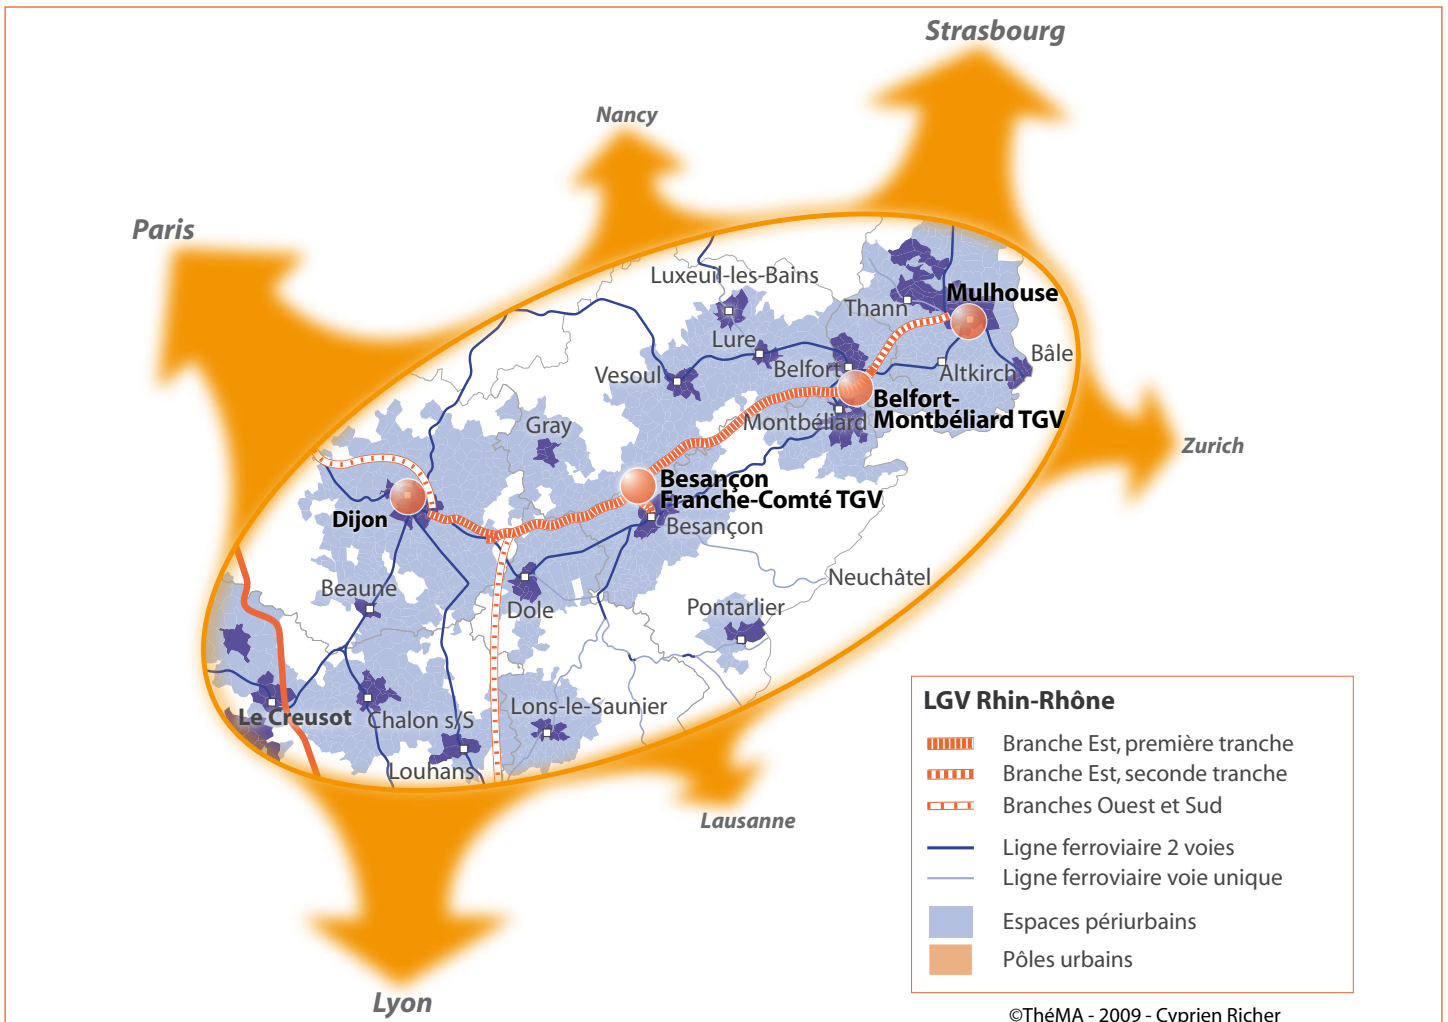 Strasbourg
Nancy
Paris
Luxeuil-les-Bains
Mulhouse
Thann
Lure
Bâle
Vesoul
Belfort
Altkirch
Belfort-
Montbéliard TGV
Montbéliard
Gray
Zurich
Besançon
Franche-Comté TGV
Dijon
Besançon
Neuchâtel
Beaune
Dole
Pontarlier
Lons-le-Saunier
Le Creusot
Chalon s/S
Louhans
Lausanne
Lyon
LGV Rhin-Rhône
Branche Est, première tranche
Branche Est, seconde tranche
Branches Ouest et Sud
Ligne ferroviaire 2 voies
Ligne ferroviaire voie unique
Espaces périurbains
Pôles urbains
©ThéMA - 2009 - Cyprien Richer